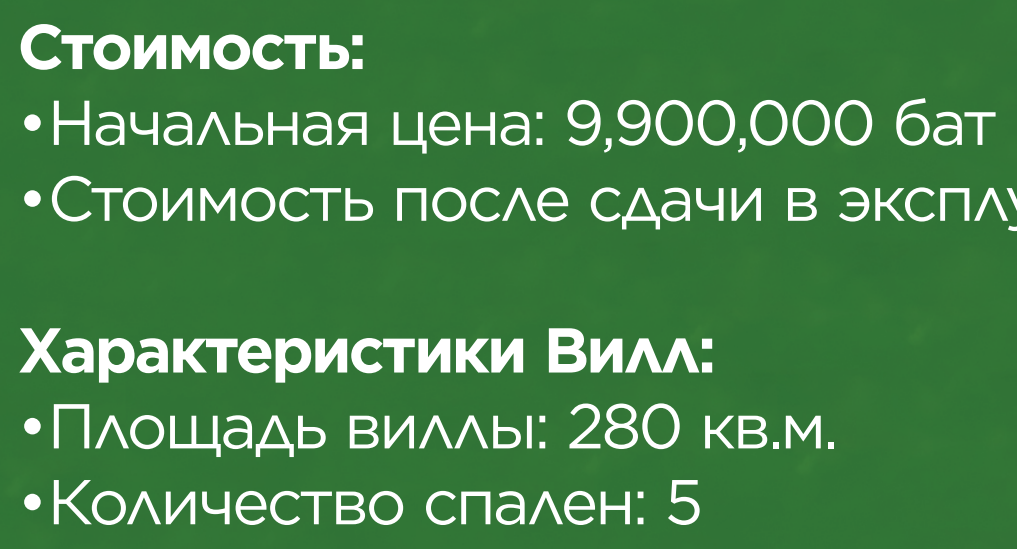 Стоимость:
•Начальная цена: 9,900,000 бат
•Стоимость после сдачи в
Характеристики Вилл:
•Площадь виллы: 280 кв.м.
•Количество спален: 5